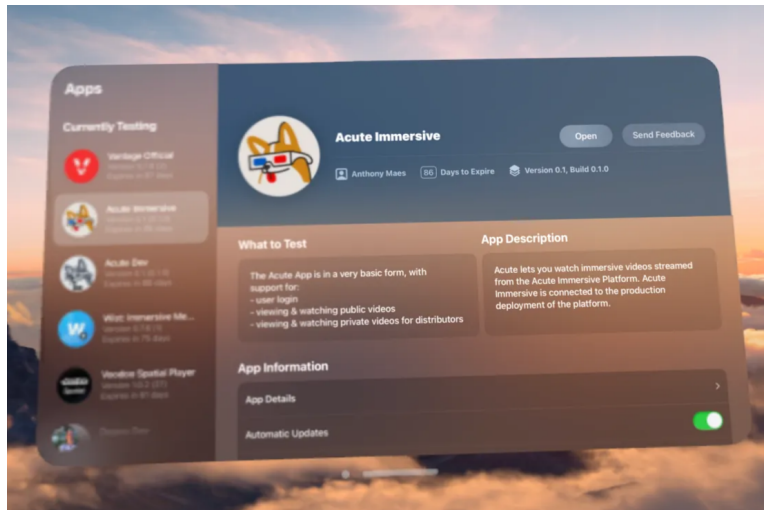 Apps
Currently Testing
Vantage Official
Acute Immersive
Acute Dev
Spatial Player
Acute Immersive
Open
Send Feedback
Anthony Maes
86 Days to Expire
Version 0.1, Build 0.1.0
What to Test
The Acute App is in a very basic form, with
support for:
- user login
- viewing & watching public videos
- viewing & watching private videos for distributors
App Description
Acute lets you watch immersive videos streamed
from the Acute Immersive Platform. Acute
Immersive is connected to the production
deployment of the platform.
App Information
App Details
Automatic Updates